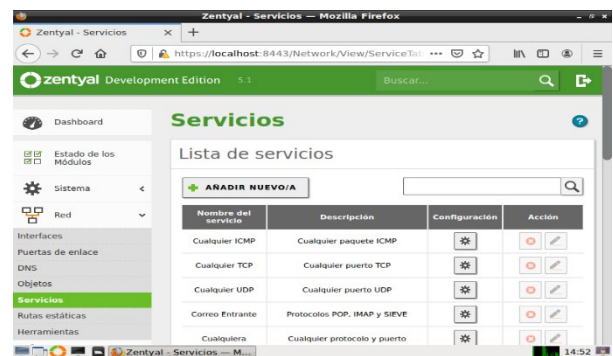 Zentyal - Servicios — Mozilla Firefox
Zentyal - Servicios
https://localhost:8443/Network/View/ServiceTa
zentyal Development Edition 5.1
Buscar...
Dashboard
Estado de los
Módulos
Sistema
Red
Interfaces
Puertas de enlace
DNS
Objetos
Servicios
Rutas estáticas
Herramientas
Servicios
Lista de servicios
AÑADIR NUEVO/A
Nombre del
servicio
Descripción
Configuración
Acción
Cualquier ICMP
Cualquier paquete ICMP
Cualquier TCP
Cualquier puerto TCP
Cualquier UDP
Cualquier puerto UDP
Correo Entrante
Protocolos POP, IMAP y SIEVE
Cualquiera
Cualquier protocolo y puerto
Zentyal - Servicios — M...
14:52